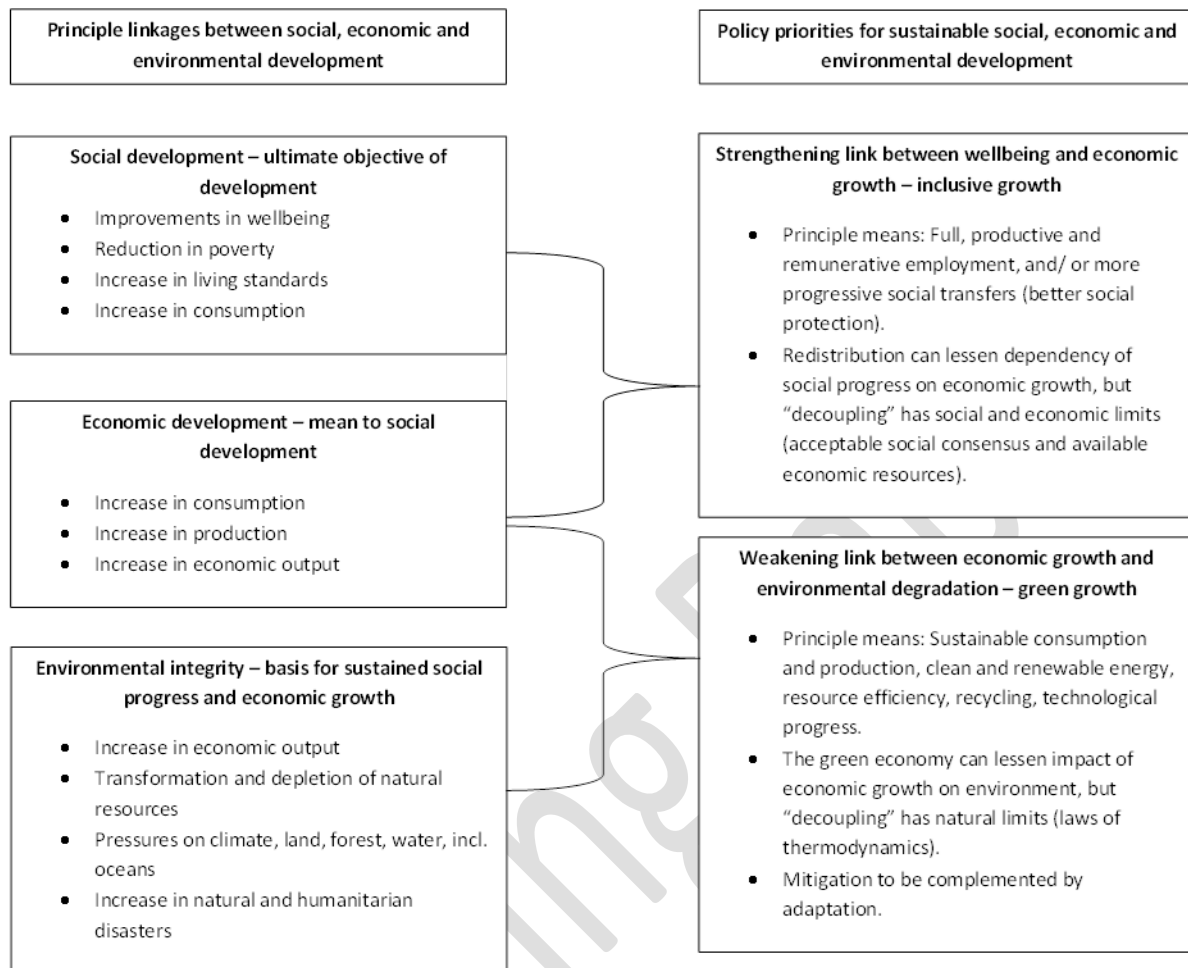 Principle linkages between social, economic and
environmental development
Social development – ultimate objective of
development
• Improvements in wellbeing
• Reduction in poverty
• Increase in living standards
• Increase in consumption
Economic development – mean to social
development
• Increase in consumption
• Increase in production
• Increase in economic output
Environmental integrity – basis for sustained social
progress and economic growth
• Increase in economic output
• Transformation and depletion of natural
resources
• Pressures on climate, land, forest, water, incl.
oceans
• Increase in natural and humanitarian
disasters
Policy priorities for sustainable social, economic and
environmental development
Strengthening link between wellbeing and economic
growth – inclusive growth
• Principle means: Full, productive and
remunerative employment, and/ or more
progressive social transfers (better social
protection).
• Redistribution can lessen dependency of
social progress on economic growth, but
“decoupling” has social and economic limits
(acceptable social consensus and available
economic resources).
Weakening link between economic growth and
environmental degradation – green growth
• Principle means: Sustainable consumption
and production, clean and renewable energy,
resource efficiency, recycling, technological
progress.
• The green economy can lessen impact of
economic growth on environment, but
“decoupling” has natural limits (laws of
thermodynamics).
• Mitigation to be complemented by
adaptation.